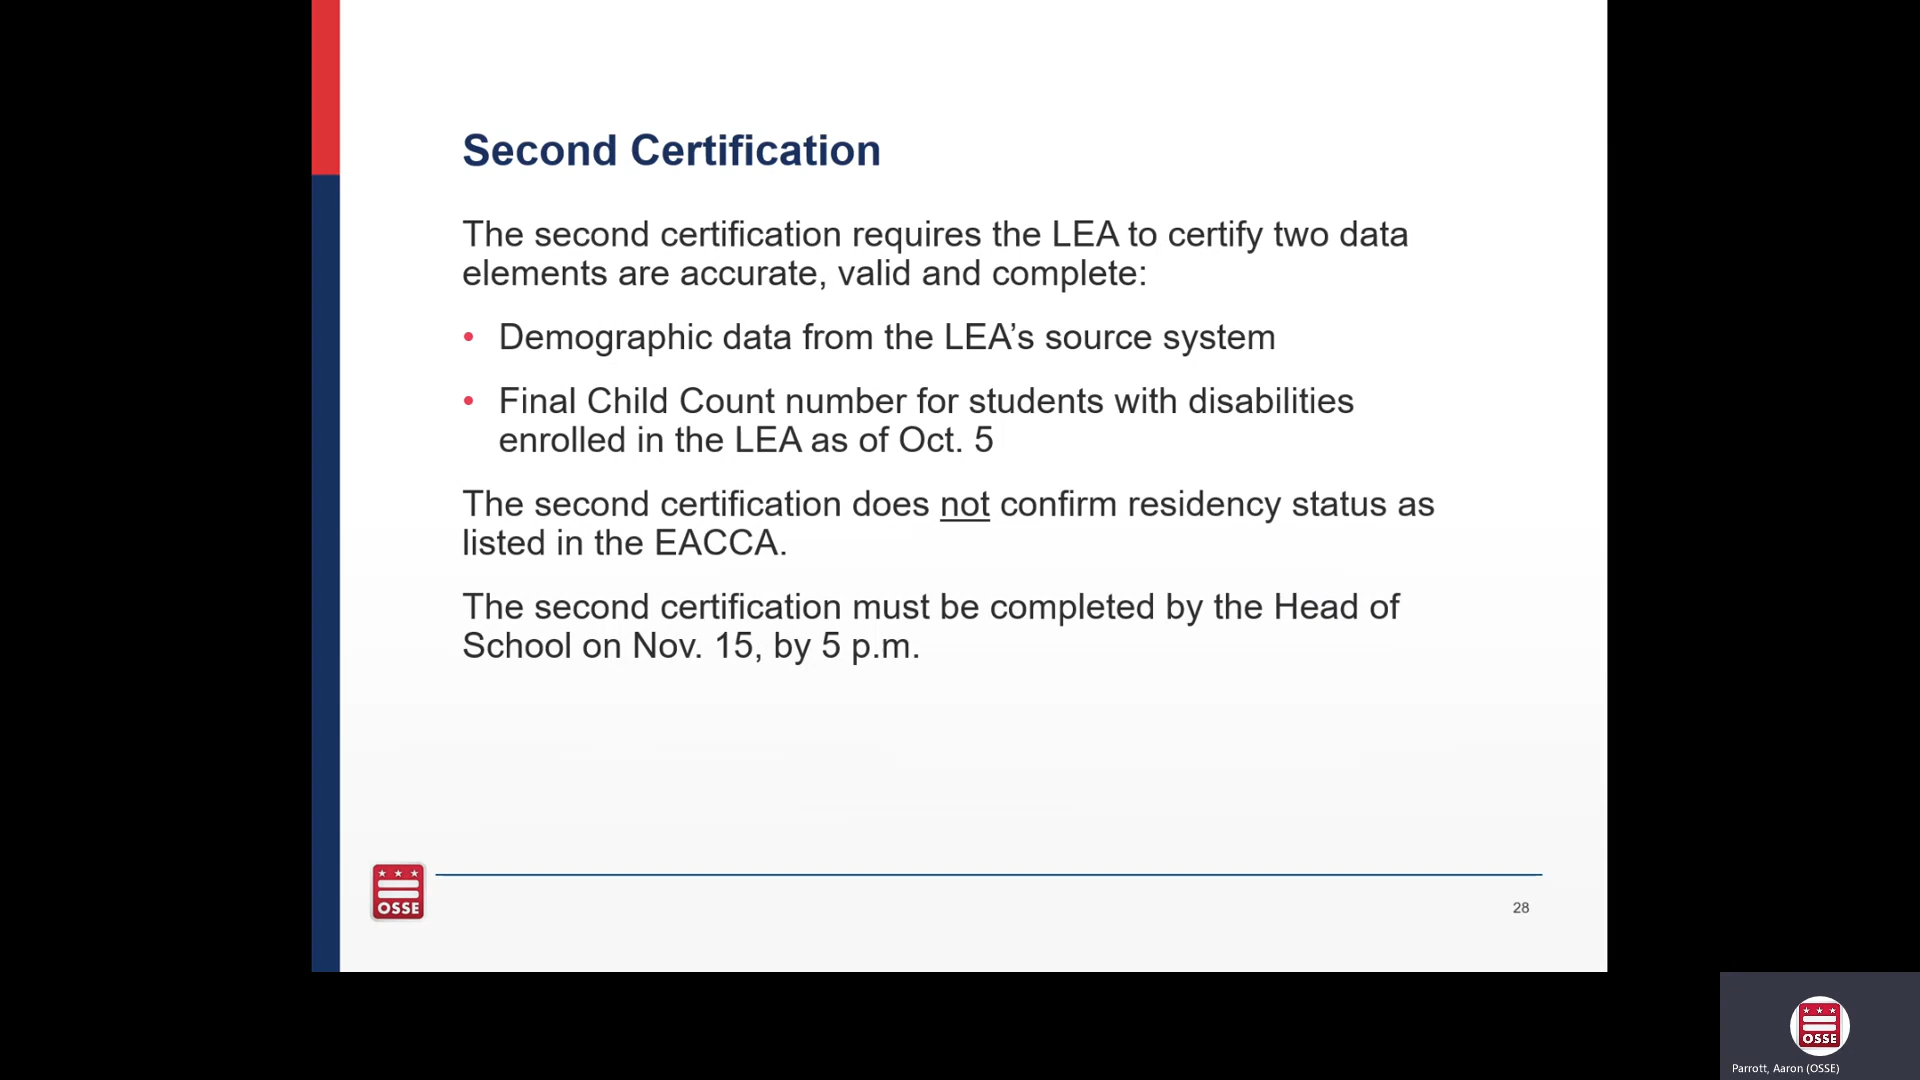 Second Certification
The second certification requires the LEA to certify two data
elements are accurate, valid and complete:
• Demographic data from the LEA’s source system
• Final Child Count number for students with disabilities
enrolled in the LEA as of Oct. 5
The second certification does not confirm residency status as
listed in the EACCA.
The second certification must be completed by the Head of
School on Nov. 15, by 5 p.m.
OSSE
28
OSSE
Parrott, Aaron (OSSE)